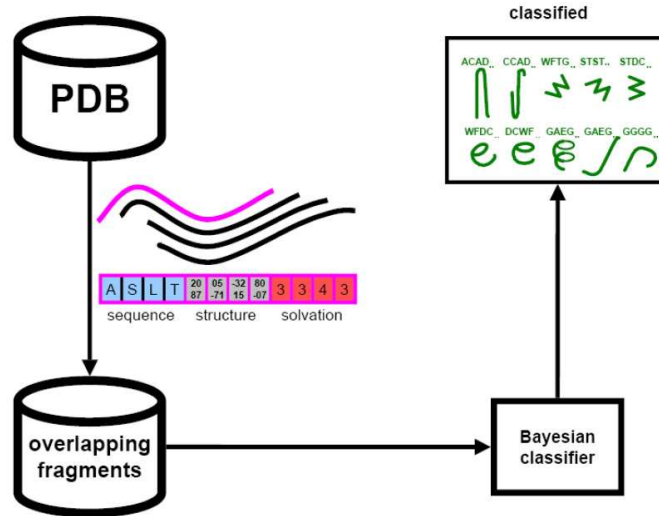 classified
PDB
ACAD.. CCAD.. WFTG.. STST.. STDC..
WFDC.. DCWF.. GAEG.. GAEG.. GGGG..
A S L T 20 05 -32 80 3 3 4 3
87 -71 15 -07
sequence structure solvation
overlapping
fragments
Bayesian
classifier